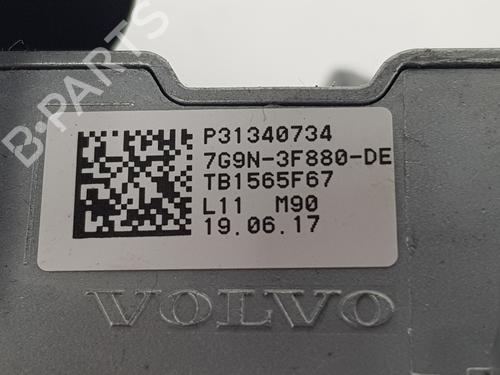 B-PARTS
P31340734
7G9N-3F880-DE
TB1565F67
L11 M90
19.06.17
VOLVO